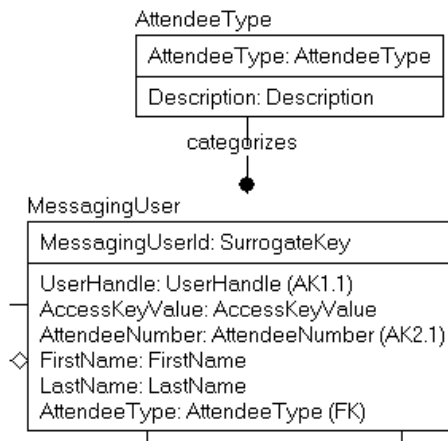 AttendeeType
AttendeeType: AttendeeType
Description: Description
categorizes
MessagingUser
MessagingUserId: SurrogateKey
UserHandle: UserHandle (AK1.1)
AccessKeyValue: AccessKeyValue
AttendeeNumber: AttendeeNumber (AK2.1)
FirstName: FirstName
LastName: LastName
AttendeeType: AttendeeType (FK)